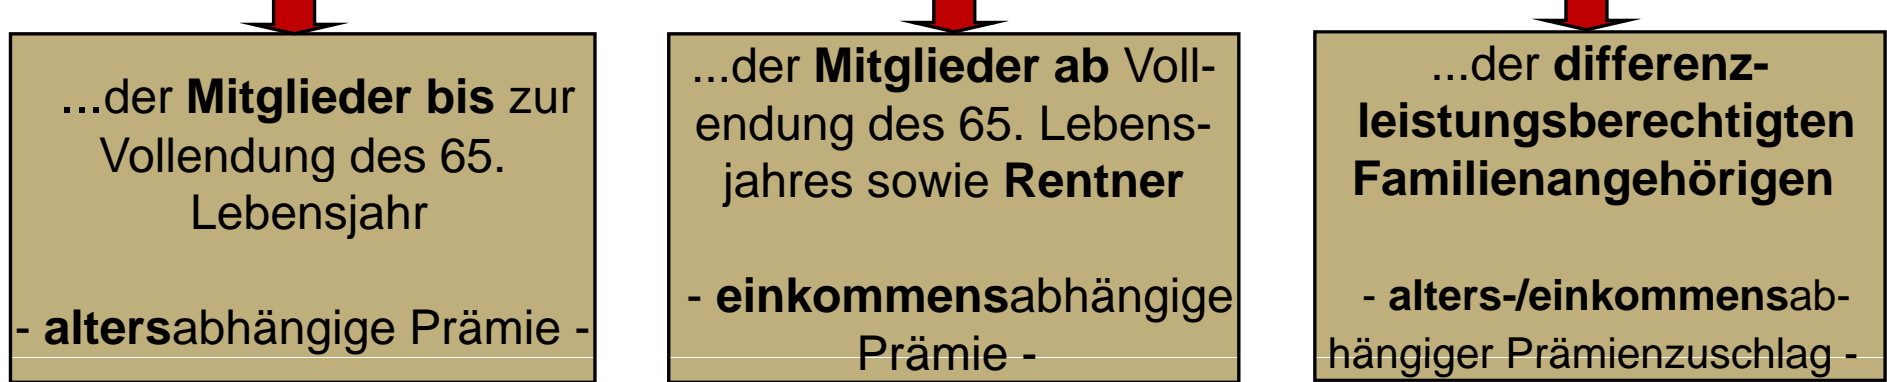 ...der Mitglieder bis zur
Vollendung des 65.
Lebensjahr
- altersabhängige Prämie -
...der Mitglieder ab Voll-
endung des 65. Lebens-
jahres sowie Rentner
- einkommensabhängige
Prämie -
...der differenz-
leistungsberechtigten
Familienangehörigen
- alters-/einkommensab-
hängiger Prämienzuschlag -